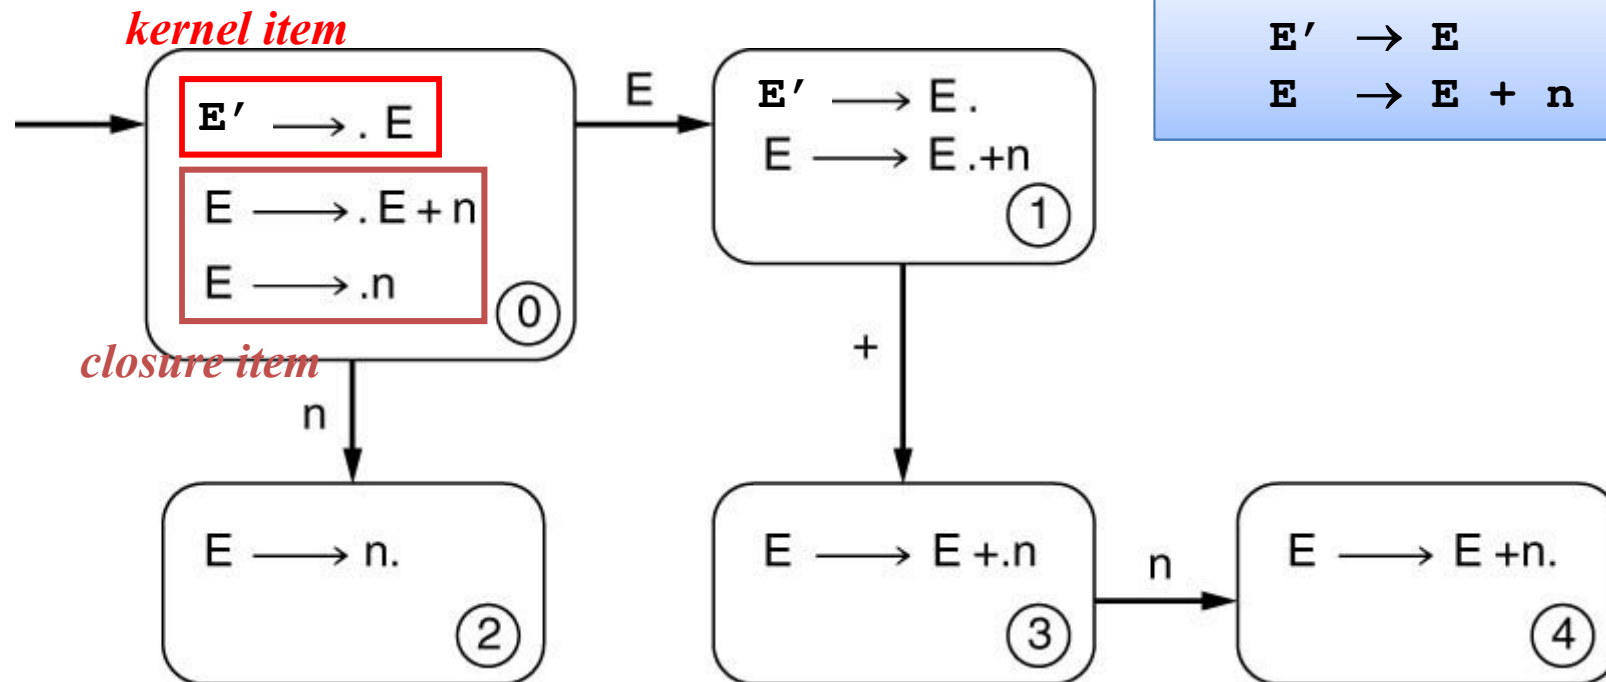 kernel item
E′ → . E
E → . E + n
E → .n
0
closure item
E
E′ → E .
E → E .+n
1
E′ → E
E → E + n
n
+
E → n.
2
E → E +.n
3
n
E → E +n.
4